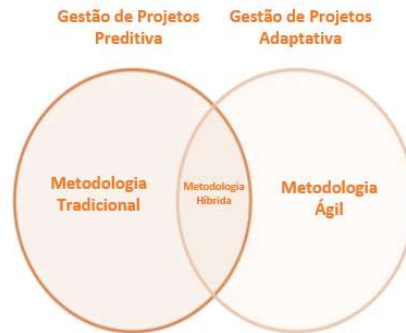 Gestão de Projetos
Preditiva
Gestão de Projetos
Adaptativa
Metodologia
Tradicional
Metodologia
Híbrida
Metodologia
Ágil